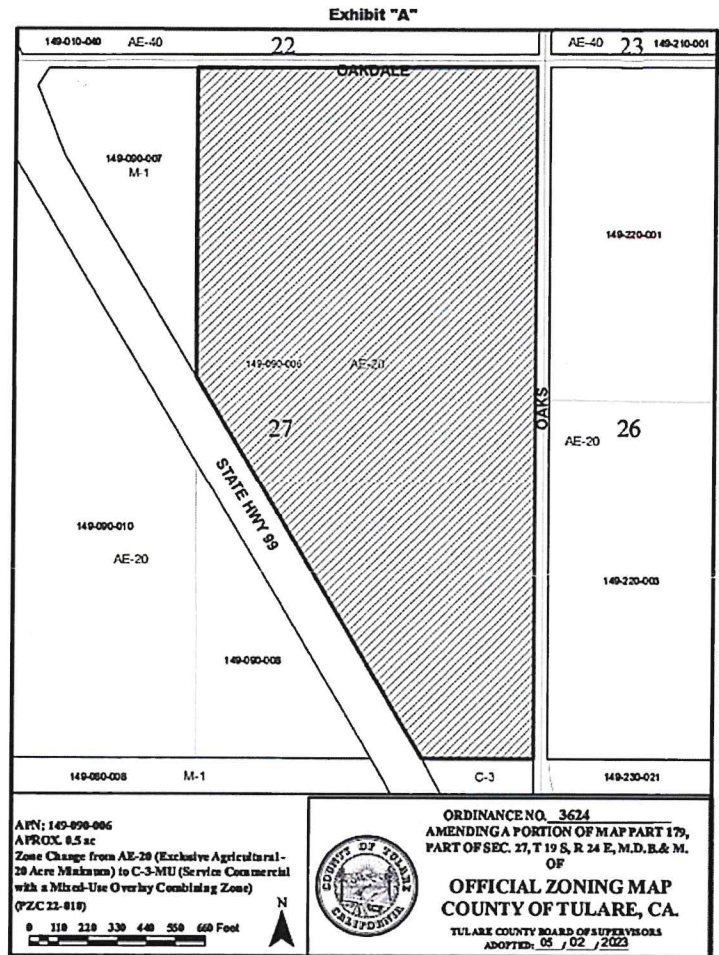 Exhibit "A"
149-010-040 AE-40 22 AE-40 23 149-210-001
OAKDALE
149-090-007
M-1
149-220-001
149-090-006 AE-20
OAKS
27
AE-20 26
STATE HWY 99
149-090-010
AE-20
149-220-003
149-090-008
149-080-008 M-1 C-3 149-230-021
APN: 149-090-006
APROX. 0.5 ac
Zone Change from AE-20 (Exclusive Agricultural -
20 Acre Minimum) to C-3-MU (Service Commercial
with a Mixed-Use Overlay Combining Zone)
(PZC 22-010)
N
0 110 220 330 440 550 660 Feet
COUNTY OF TULARE
CALIFORNIA
ORDINANCE NO. 3624
AMENDING A PORTION OF MAP PART 179,
PART OF SEC. 27, T 19 S, R 24 E, M.D.B.& M.
OF
OFFICIAL ZONING MAP
COUNTY OF TULARE, CA.
TULARE COUNTY BOARD OF SUPERVISORS
ADOPTED: 05 / 02 / 2023